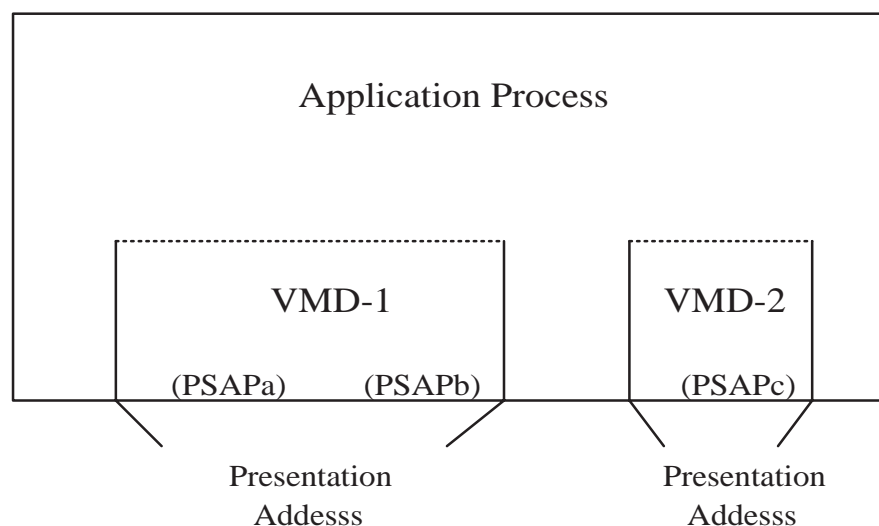 Application Process
VMD-1
VMD-2
(PSAPa)
(PSAPb)
(PSAPc)
Presentation
Addesss
Presentation
Addesss